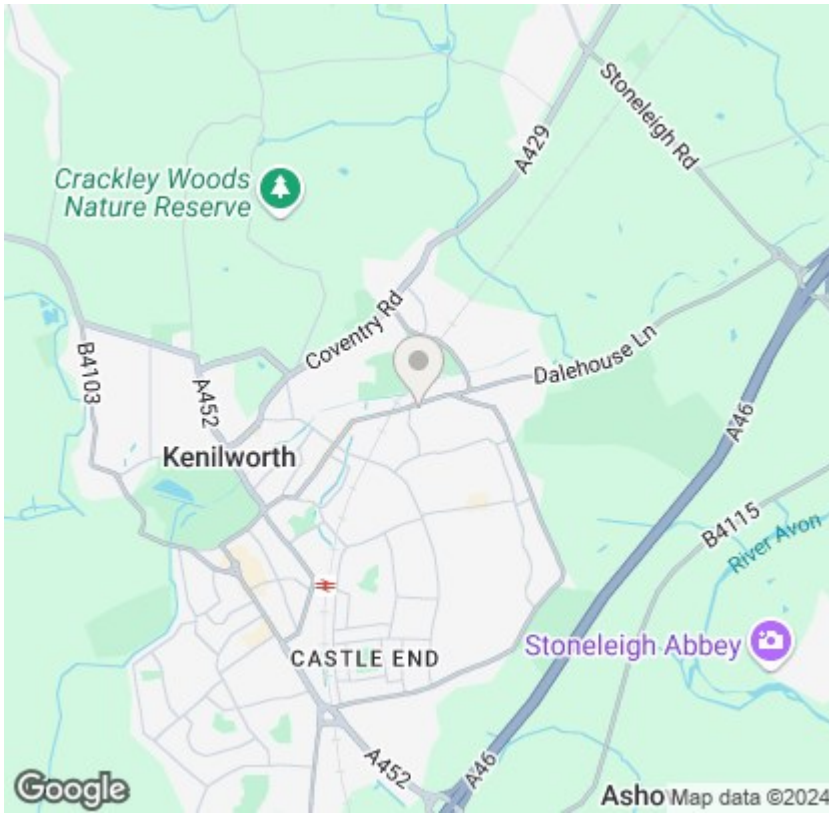 Stoneleigh Rd
A429
Crackley Woods
Nature Reserve
Coventry Rd
Dalehouse Ln
B4103
A452
A46
Kenilworth
B4115
River Avon
Stoneleigh Abbey
CASTLE END
A452
A46
Google
Asho
Map data ©2024